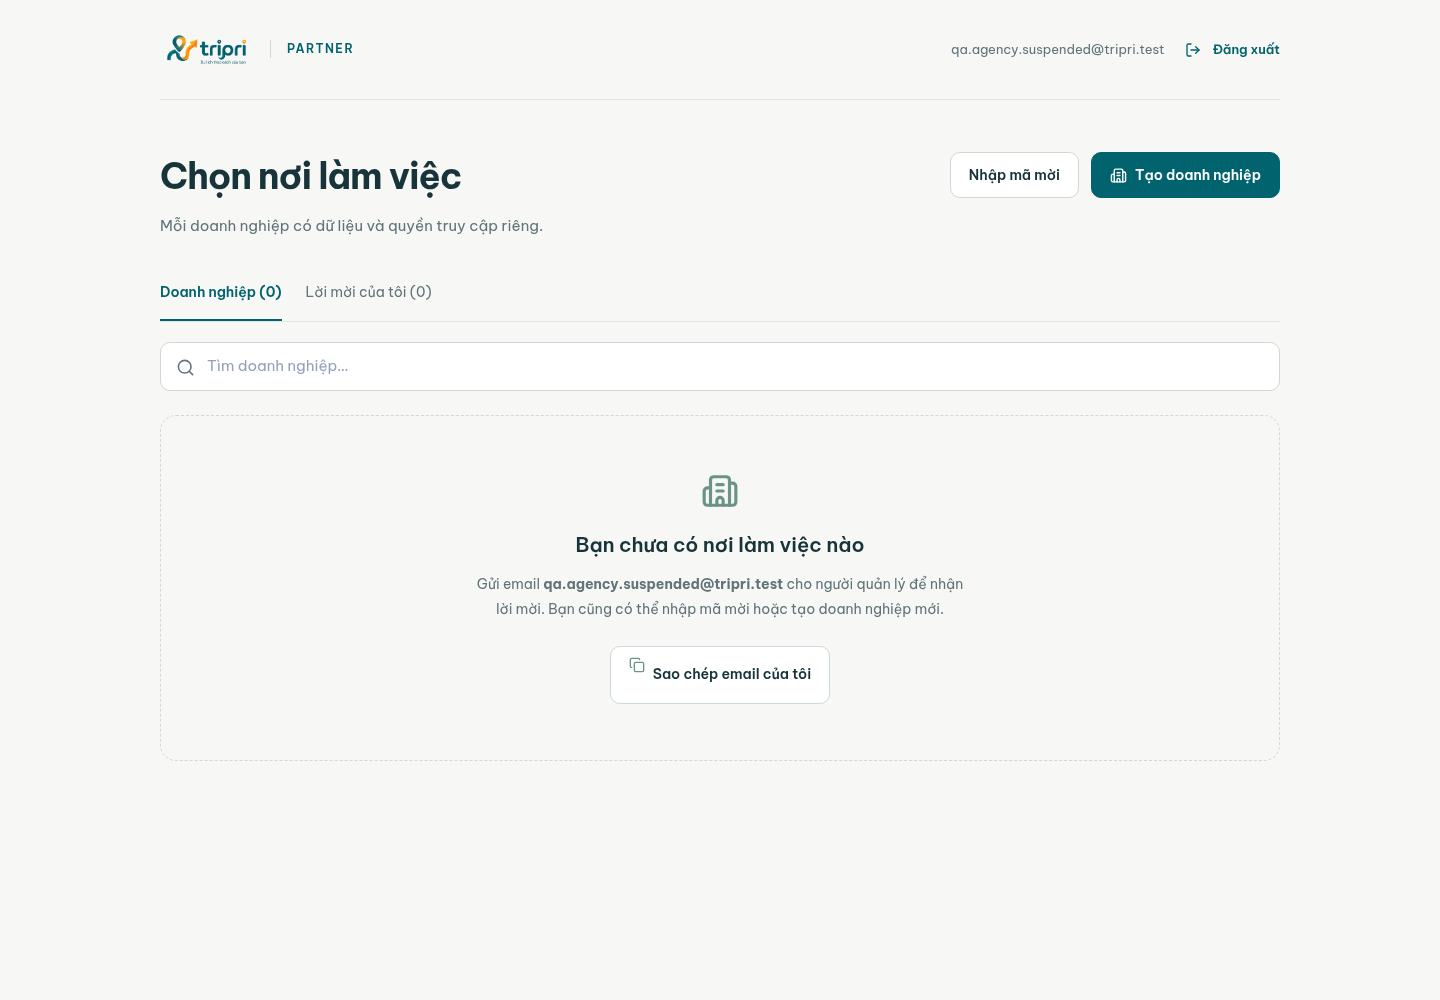 tripri
PARTNER
qa.agency.suspended@tripri.test
Đăng xuất
Chọn nơi làm việc
Nhập mã mời
Tạo doanh nghiệp
Mỗi doanh nghiệp có dữ liệu và quyền truy cập riêng.
Doanh nghiệp (0)
Lời mời của tôi (0)
Tìm doanh nghiệp...
Bạn chưa có nơi làm việc nào
Gửi email qa.agency.suspended@tripri.test cho người quản lý để nhận
lời mời. Bạn cũng có thể nhập mã mời hoặc tạo doanh nghiệp mới.
Sao chép email của tôi